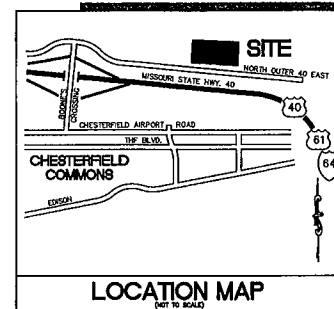 SITE
NORTH OUTER 40 EAST
MISSOURI STATE HWY. 40
BOONE'S
CROSSING
40
CHESTERFIELD AIRPORT ROAD
THF BLVD.
61
CHESTERFIELD
COMMONS
64
EDISON
LOCATION MAP
(NOT TO SCALE)